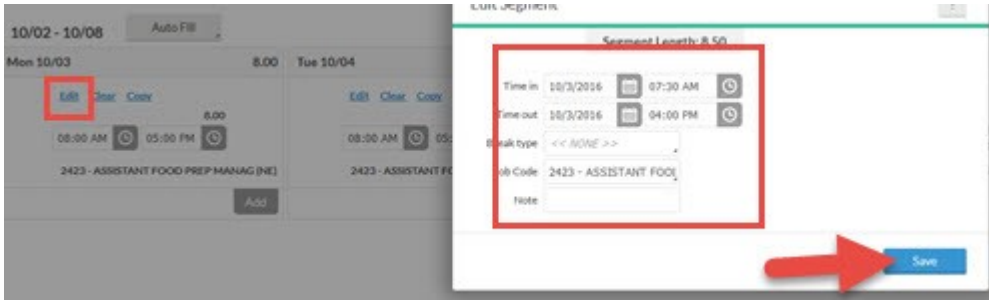 10/02 - 10/08 Auto Fill
Mon 10/03 8.00 Tue 10/04
Edit Clear Copy Edit Clear Copy
8.00
08:00 AM 05:00 PM 08:00 AM 05:
2423 - ASSISTANT FOOD PREP MANAG (NE) 2423 - ASSISTANT F
Add
Edit Segment ?
Segment Length: 8.50
Time in 10/3/2016 07:30 AM
Time out 10/3/2016 04:00 PM
Break type << NONE >>
Job Code 2423 - ASSISTANT FOO
Note
Save